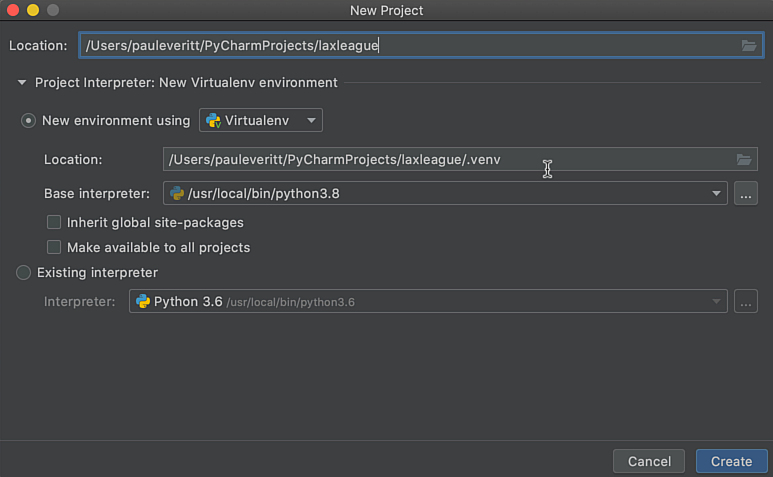 New Project
Location: /Users/pauleveritt/PyCharmProjects/laxleague
Project Interpreter: New Virtualenv environment
New environment using Virtualenv
Location: /Users/pauleveritt/PyCharmProjects/laxleague/.venv
Base interpreter: /usr/local/bin/python3.8 ...
Inherit global site-packages
Make available to all projects
Existing interpreter
Interpreter: Python 3.6 /usr/local/bin/python3.6 ...
Cancel Create